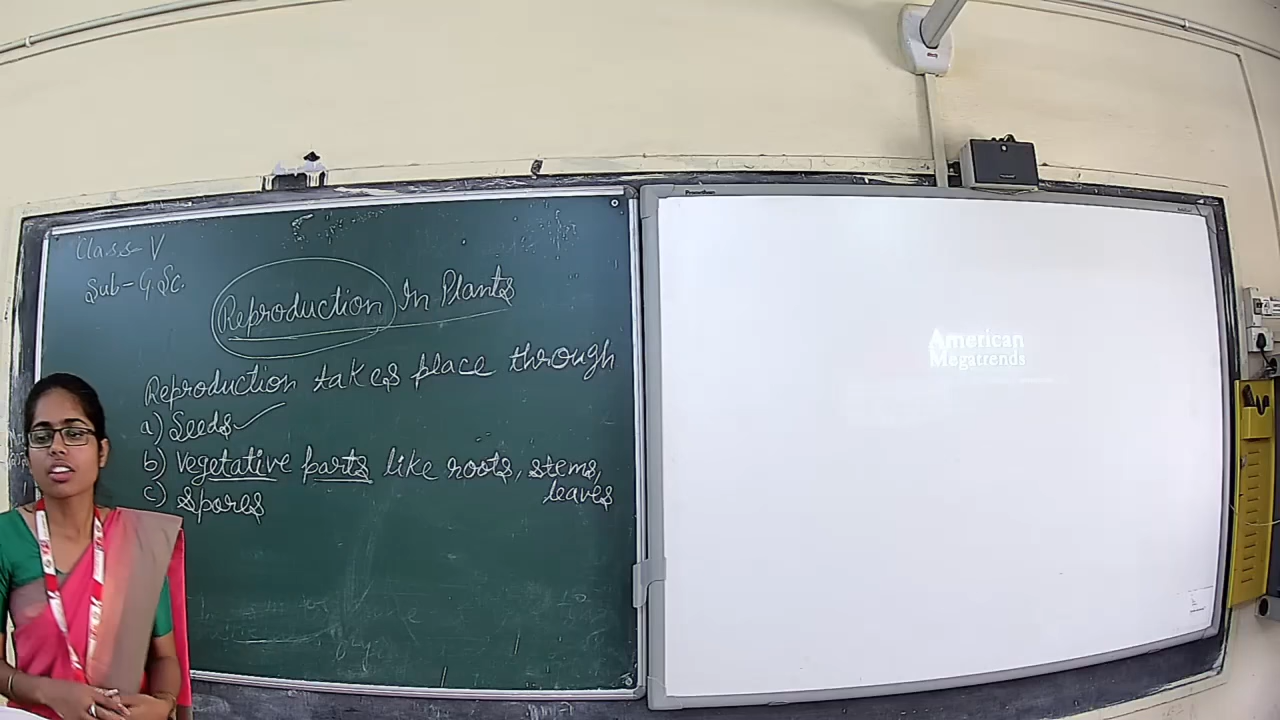 Class-V
Sub-G.Sc.
Reproduction In Plants
Reproduction takes place through
a) Seeds
b) vegetative parts like roots, stems, leaves
c) spores
American
Megatrends
Promethean